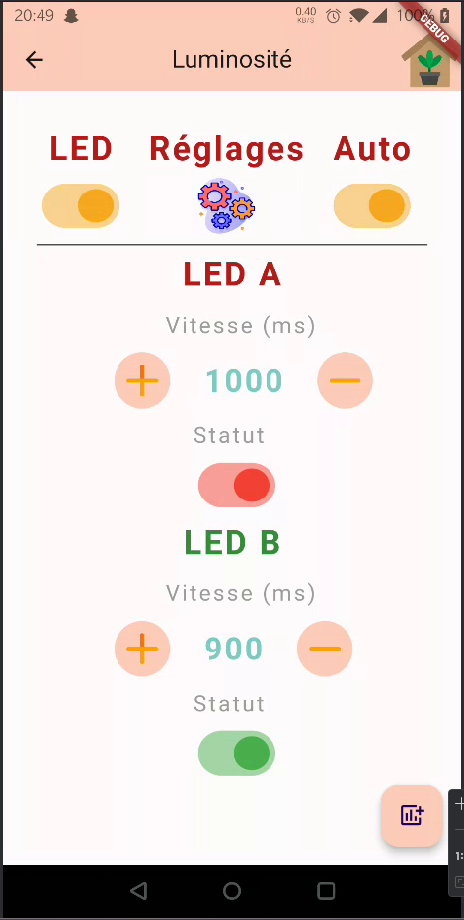 20:49 0.40 KB/S 100%
DEBUG
Luminosité
LED Réglages Auto
LED A
Vitesse (ms)
1000
Statut
LED B
Vitesse (ms)
900
Statut